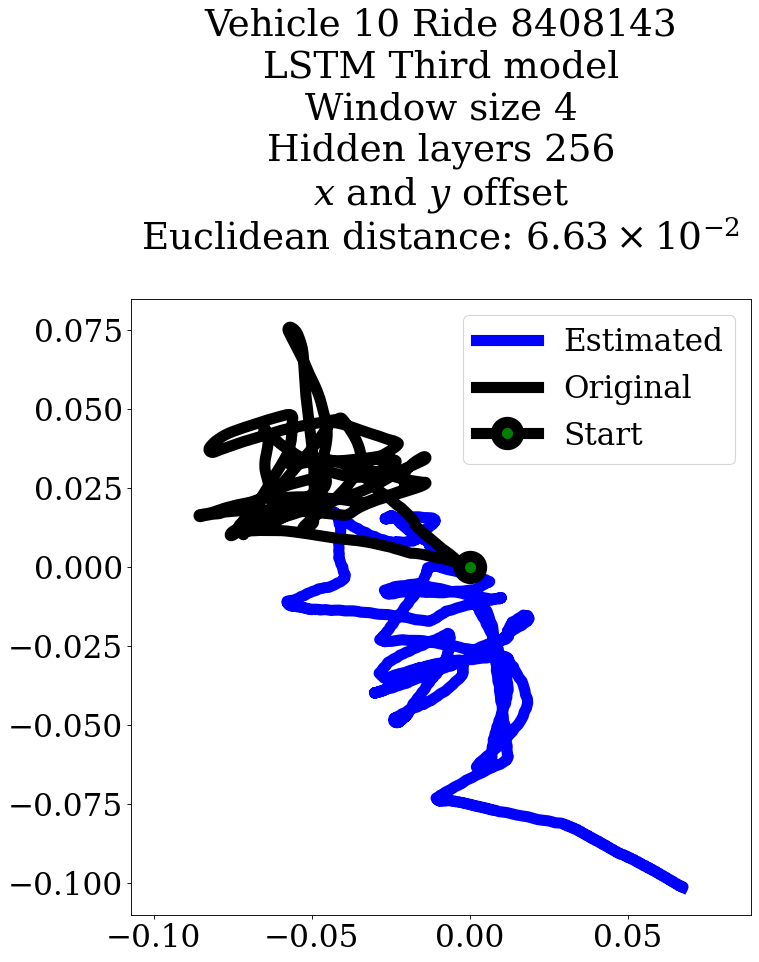 Vehicle 10 Ride 8408143
LSTM Third model
Window size 4
Hidden layers 256
x and y offset
Euclidean distance: 6.63 × 10⁻²
Estimated
Original
Start
0.075
0.050
0.025
0.000
−0.025
−0.050
−0.075
−0.100
−0.10 −0.05 0.00 0.05